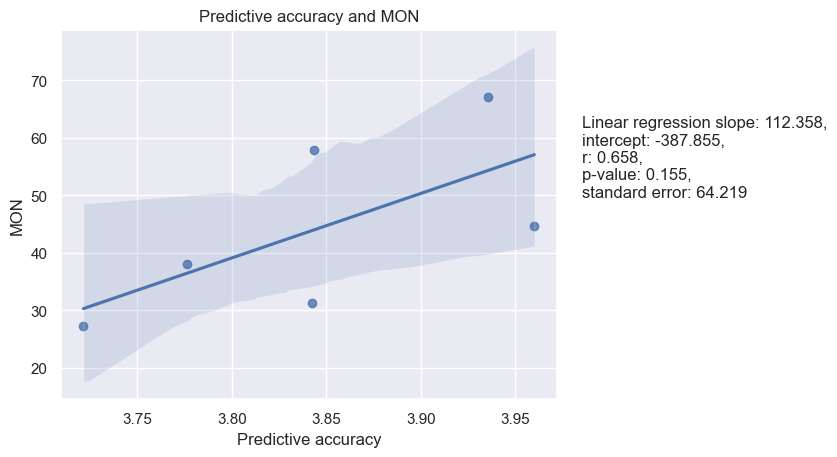 Predictive accuracy and MON
MON
70
60
50
40
30
20
3.75
3.80
3.85
3.90
3.95
Predictive accuracy
Linear regression slope: 112.358,
intercept: -387.855,
r: 0.658,
p-value: 0.155,
standard error: 64.219